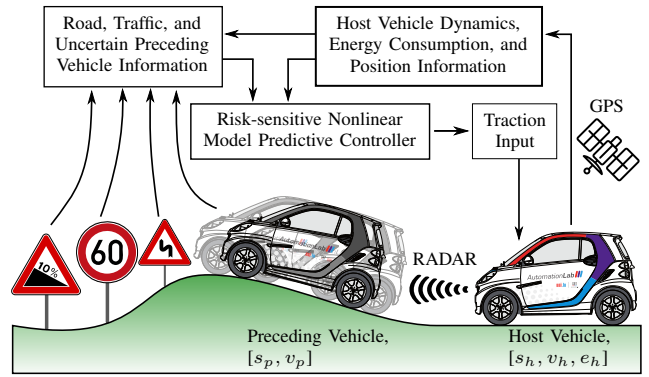 Road, Traffic, and
Uncertain Preceding
Vehicle Information
Host Vehicle Dynamics,
Energy Consumption, and
Position Information
Risk-sensitive Nonlinear
Model Predictive Controller
Traction
Input
GPS
10%
60
AutomationLab
RADAR
AutomationLab
Preceding Vehicle,
[s_p, v_p]
Host Vehicle,
[s_h, v_h, e_h]